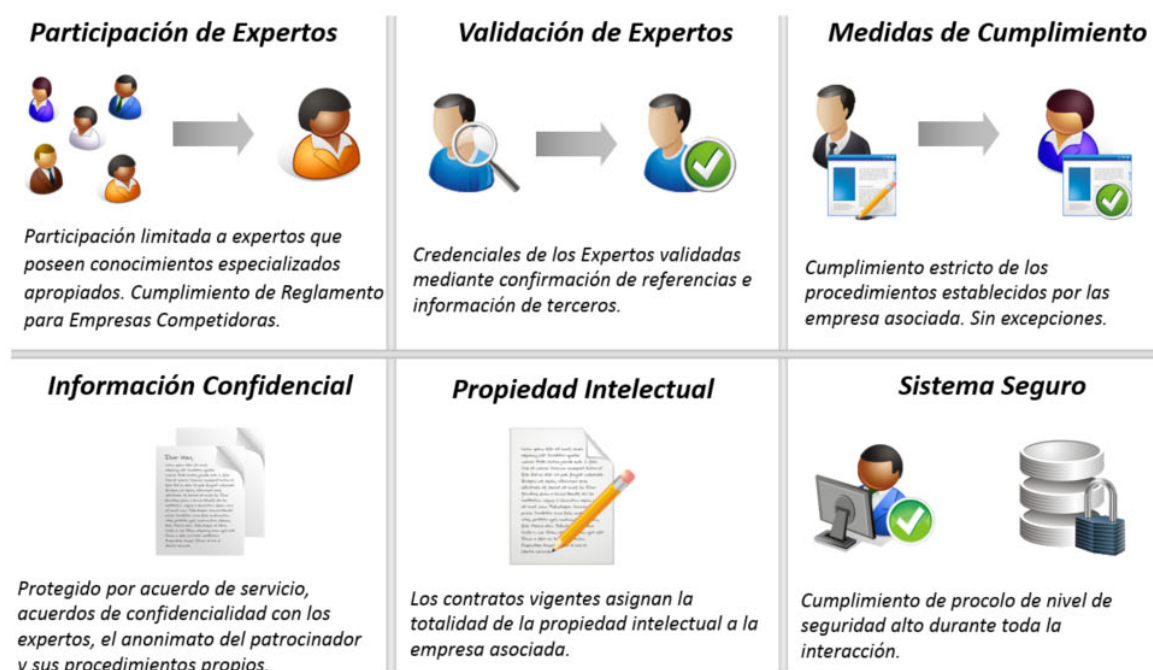 Participación de Expertos
Participación limitada a expertos que
poseen conocimientos especializados
apropiados. Cumplimiento de Reglamento
para Empresas Competidoras.
Validación de Expertos
Credenciales de los Expertos validadas
mediante confirmación de referencias e
información de terceros.
Medidas de Cumplimiento
Cumplimiento estricto de los
procedimientos establecidos por las
empresa asociada. Sin excepciones.
Información Confidencial
Protegido por acuerdo de servicio,
acuerdos de confidencialidad con los
expertos, el anonimato del patrocinador
y sus procedimientos propios.
Propiedad Intelectual
Los contratos vigentes asignan la
totalidad de la propiedad intelectual a la
empresa asociada.
Sistema Seguro
Cumplimiento de procolo de nivel de
seguridad alto durante toda la
interacción.